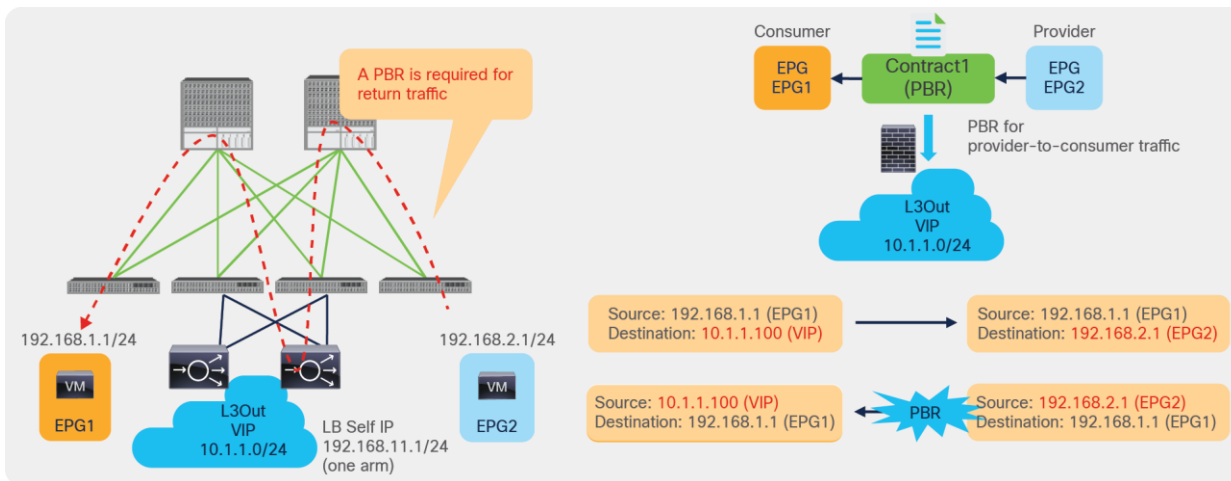 A PBR is required for
return traffic
192.168.1.1/24
VM
EPG1
L3Out
VIP
10.1.1.0/24
LB Self IP
192.168.11.1/24
(one arm)
192.168.2.1/24
VM
EPG2
Consumer
EPG
EPG1
Contract1
(PBR)
Provider
EPG
EPG2
PBR for
provider-to-consumer traffic
L3Out
VIP
10.1.1.0/24
Source: 192.168.1.1 (EPG1)
Destination: 10.1.1.100 (VIP)
Source: 192.168.1.1 (EPG1)
Destination: 192.168.2.1 (EPG2)
Source: 10.1.1.100 (VIP)
Destination: 192.168.1.1 (EPG1)
PBR
Source: 192.168.2.1 (EPG2)
Destination: 192.168.1.1 (EPG1)